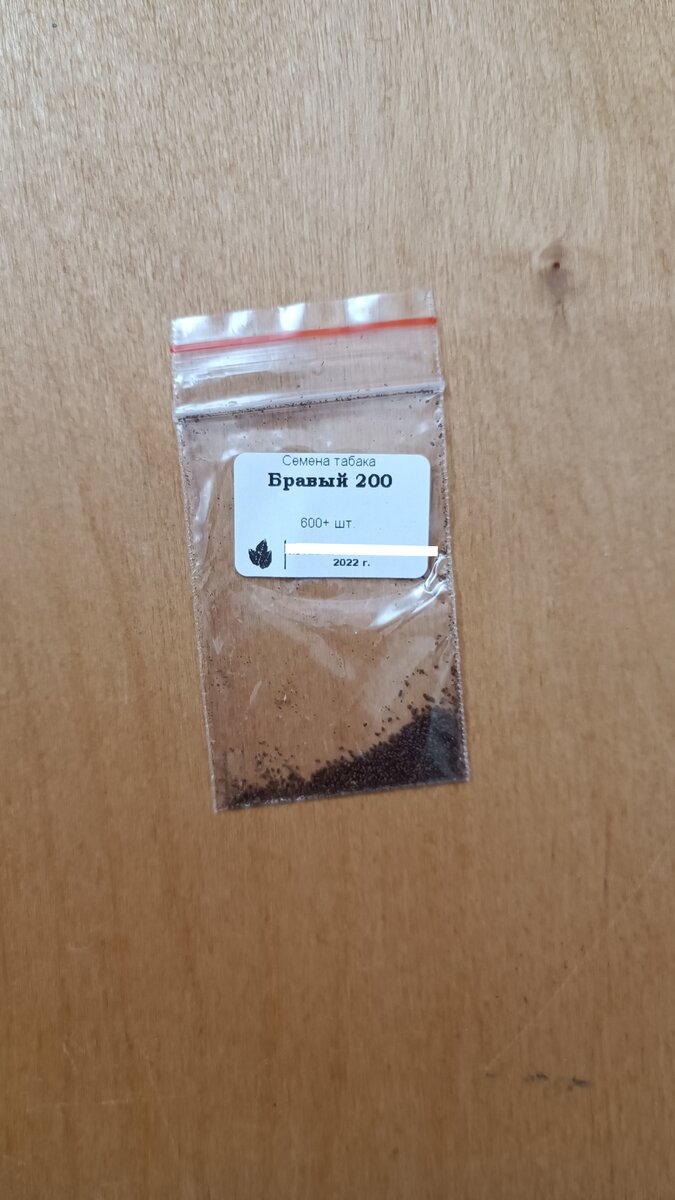 Семена табака
Бравый 200
600+ шт.
2022 г.